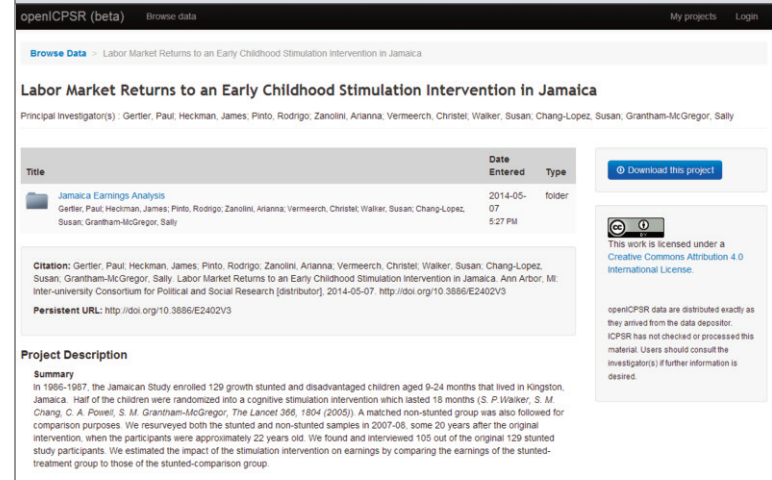 openICPSR (beta) Browse data My projects Login
Browse Data > Labor Market Returns to an Early Childhood Stimulation Intervention in Jamaica
Labor Market Returns to an Early Childhood Stimulation Intervention in Jamaica
Principal Investigator(s) : Gertler, Paul; Heckman, James; Pinto, Rodrigo; Zanolini, Arianna; Vermeerch, Christel; Walker, Susan; Chang-Lopez, Susan; Grantham-McGregor, Sally
Title Date Entered Type
Jamaica Earnings Analysis 2014-05-07 5:27 PM folder
Gertler, Paul; Heckman, James; Pinto, Rodrigo; Zanolini, Arianna; Vermeerch, Christel; Walker, Susan; Chang-Lopez,
Susan; Grantham-McGregor, Sally
Citation: Gertler, Paul; Heckman, James; Pinto, Rodrigo; Zanolini, Arianna; Vermeerch, Christel; Walker, Susan; Chang-Lopez,
Susan; Grantham-McGregor, Sally. Labor Market Returns to an Early Childhood Stimulation Intervention in Jamaica. Ann Arbor, MI:
Inter-university Consortium for Political and Social Research [distributor], 2014-05-07. http://doi.org/10.3886/E2402V3
Persistent URL: http://doi.org/10.3886/E2402V3
Project Description
Summary
In 1986-1987, the Jamaican Study enrolled 129 growth stunted and disadvantaged children aged 9-24 months that lived in Kingston,
Jamaica. Half of the children were randomized into a cognitive stimulation intervention which lasted 18 months (S. P.Walker, S. M.
Chang, C. A. Powell, S. M. Grantham-McGregor, The Lancet 366, 1804 (2005)). A matched non-stunted group was also followed for
comparison purposes. We resurveyed both the stunted and non-stunted samples in 2007-08, some 20 years after the original
intervention, when the participants were approximately 22 years old. We found and interviewed 105 out of the original 129 stunted
study participants. We estimated the impact of the stimulation intervention on earnings by comparing the earnings of the stunted-
treatment group to those of the stunted-comparison group.
Download this project
cc BY
This work is licensed under a
Creative Commons Attribution 4.0
International License.
openICPSR data are distributed exactly as
they arrived from the data depositor.
ICPSR has not checked or processed this
material. Users should consult the
investigator(s) if further information is
desired.